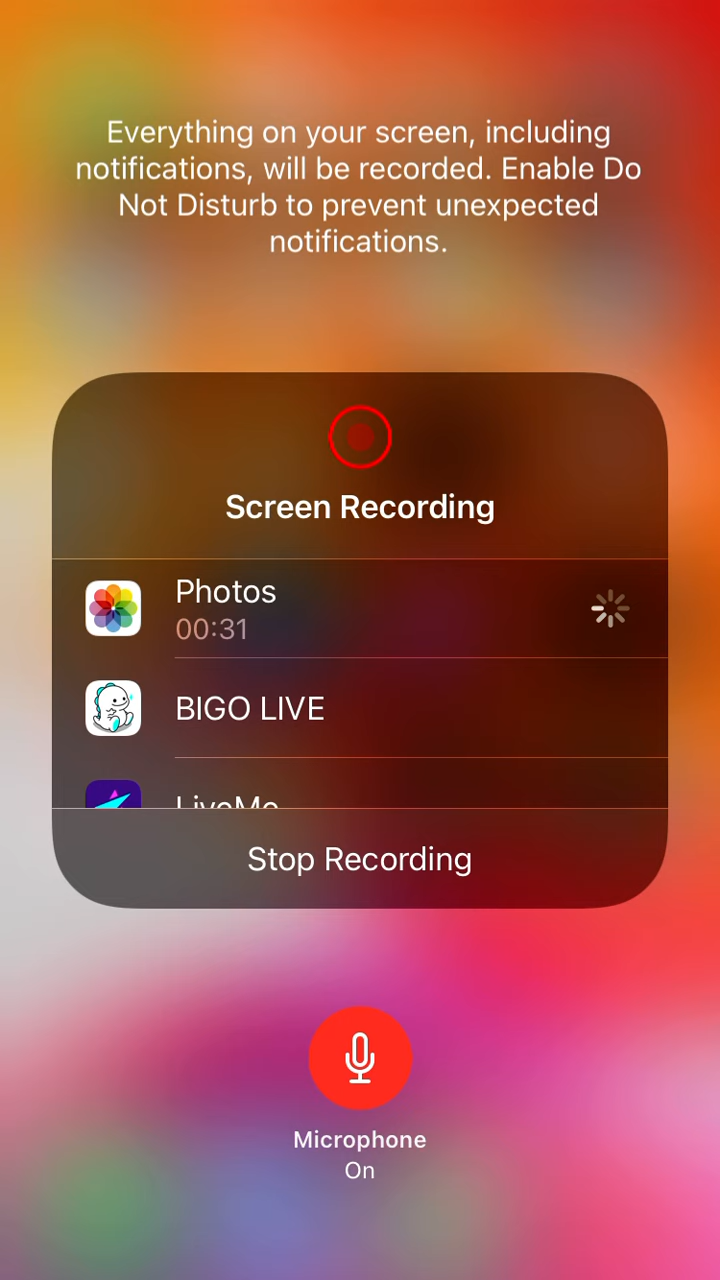 Everything on your screen, including
notifications, will be recorded. Enable Do
Not Disturb to prevent unexpected
notifications.
Screen Recording
Photos
00:31
BIGO LIVE
LiveMe
Stop Recording
Microphone
On